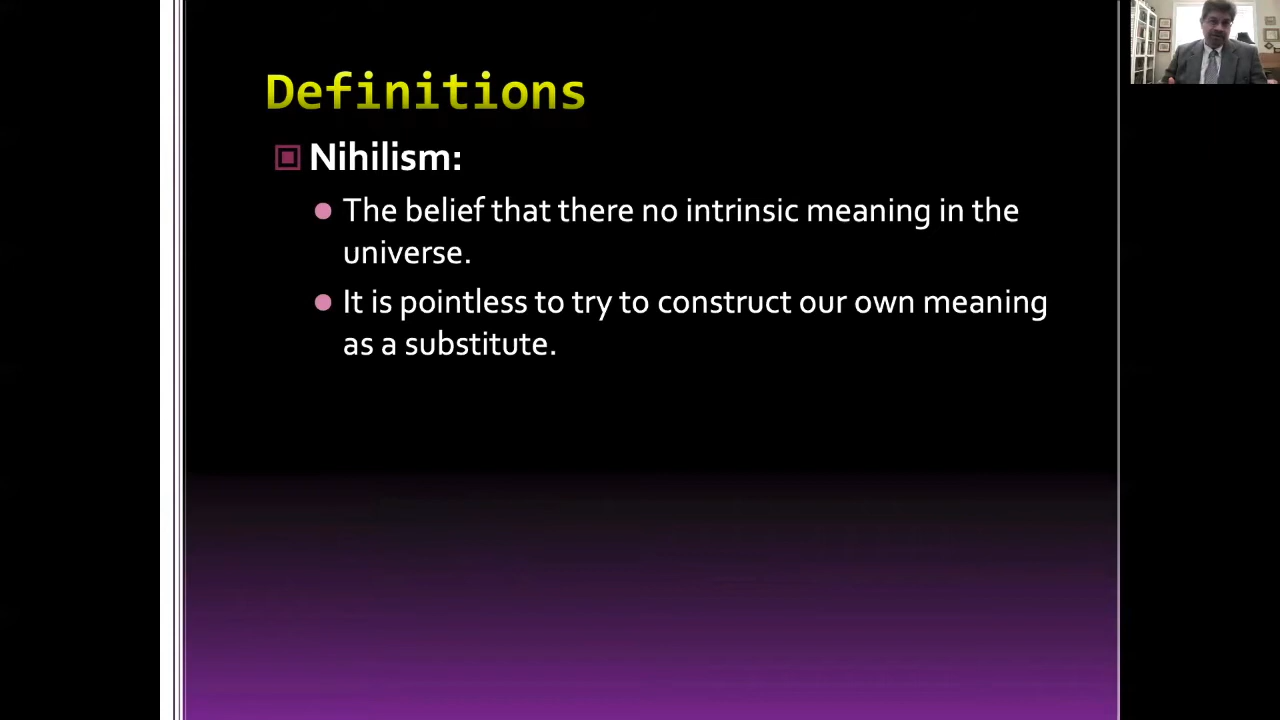 Definitions
Nihilism:
The belief that there no intrinsic meaning in the
universe.
It is pointless to try to construct our own meaning
as a substitute.